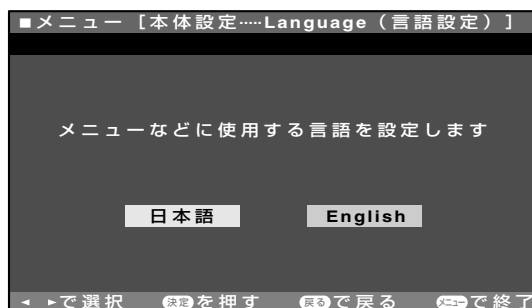 ■メニュー [本体設定……Language(言語設定)]
メニューなどに使用する言語を設定します
日本語 English
◄ ►で選択 決定を押す 戻るで戻る メニューで終了